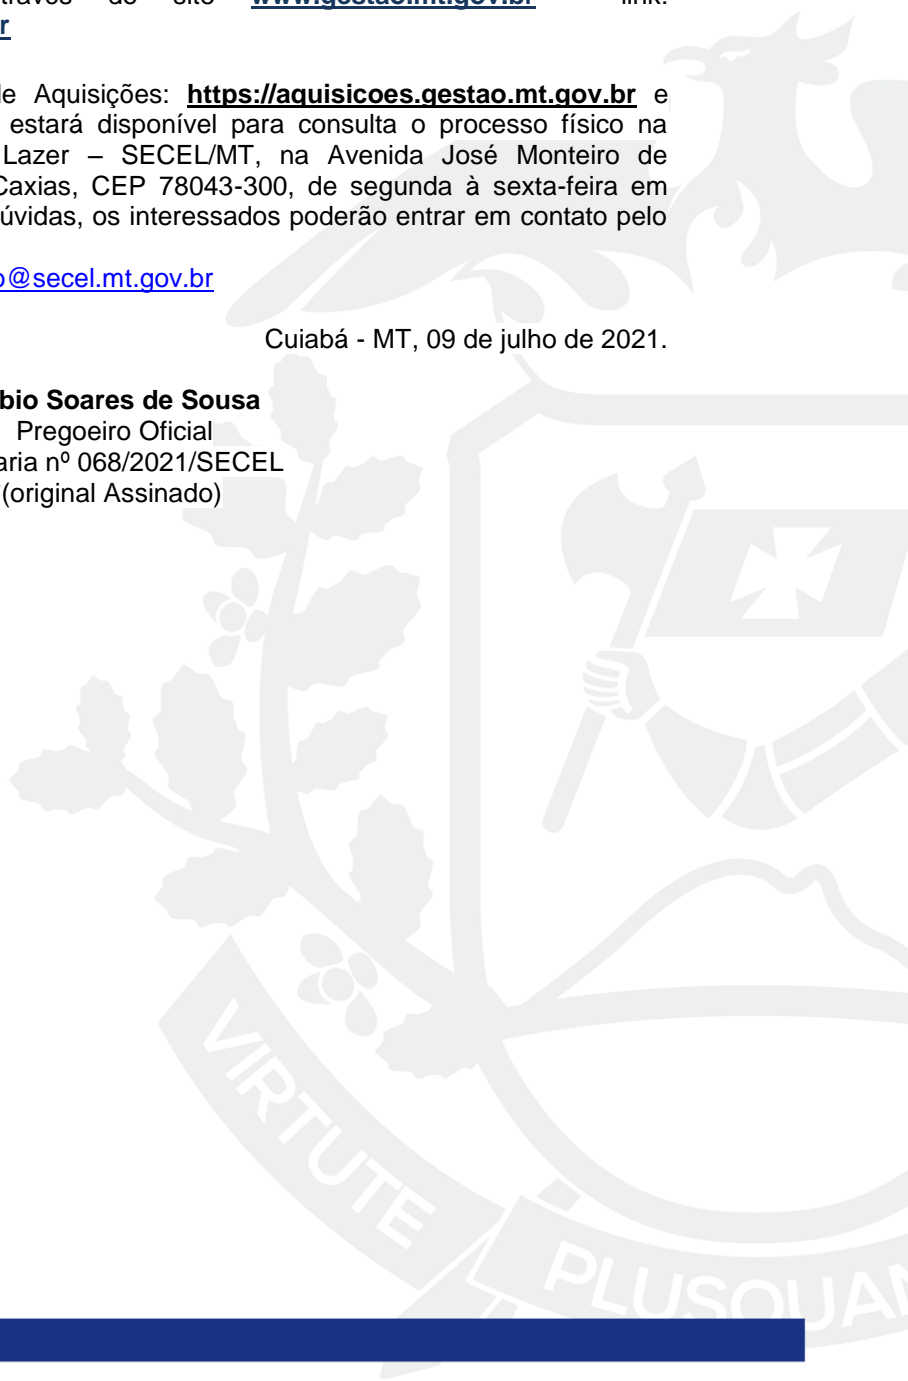 através do site www.gestao.mt.gov.br link:
r
de Aquisições: https://aquisicoes.gestao.mt.gov.br e
estará disponível para consulta o processo físico na
Lazer – SECEL/MT, na Avenida José Monteiro de
Caxias, CEP 78043-300, de segunda à sexta-feira em
úvidas, os interessados poderão entrar em contato pelo
o@secel.mt.gov.br
Cuiabá - MT, 09 de julho de 2021.
bio Soares de Sousa
Pregoeiro Oficial
aria nº 068/2021/SECEL
(original Assinado)
VIRTUTE
PLUSQUAM